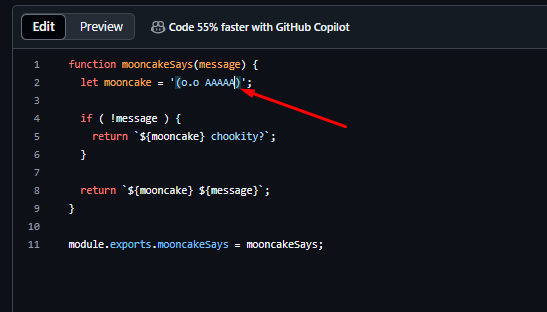 Edit Preview Code 55% faster with GitHub Copilot
1 function mooncakeSays(message) {
2 let mooncake = '(o.o AAAAA)';
3
4 if ( !message ) {
5 return `${mooncake} chookity?`;
6 }
7
8 return `${mooncake} ${message}`;
9 }
10
11 module.exports.mooncakeSays = mooncakeSays;